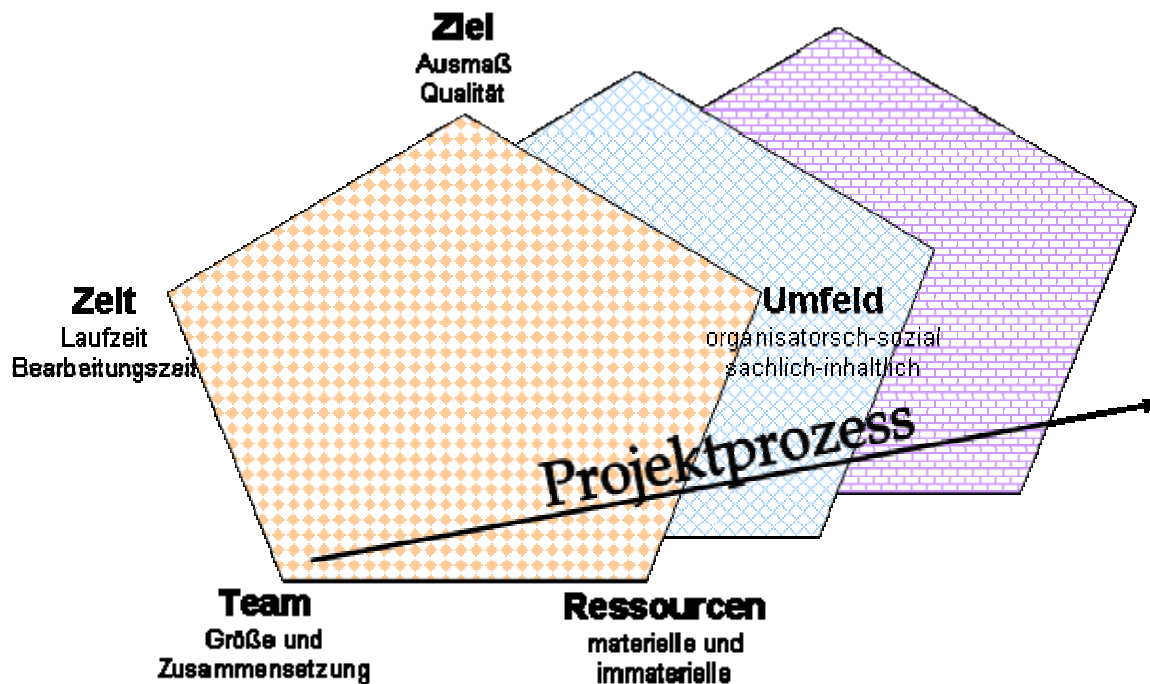 Ziel
Ausmaß
Qualität
Zeit
Laufzeit
Bearbeitungszeit
Umfeld
organisatorsch-sozial
sachlich-inhaltlich
Projektprozess
Team
Größe und
Zusammensetzung
Ressourcen
materielle und
immaterielle